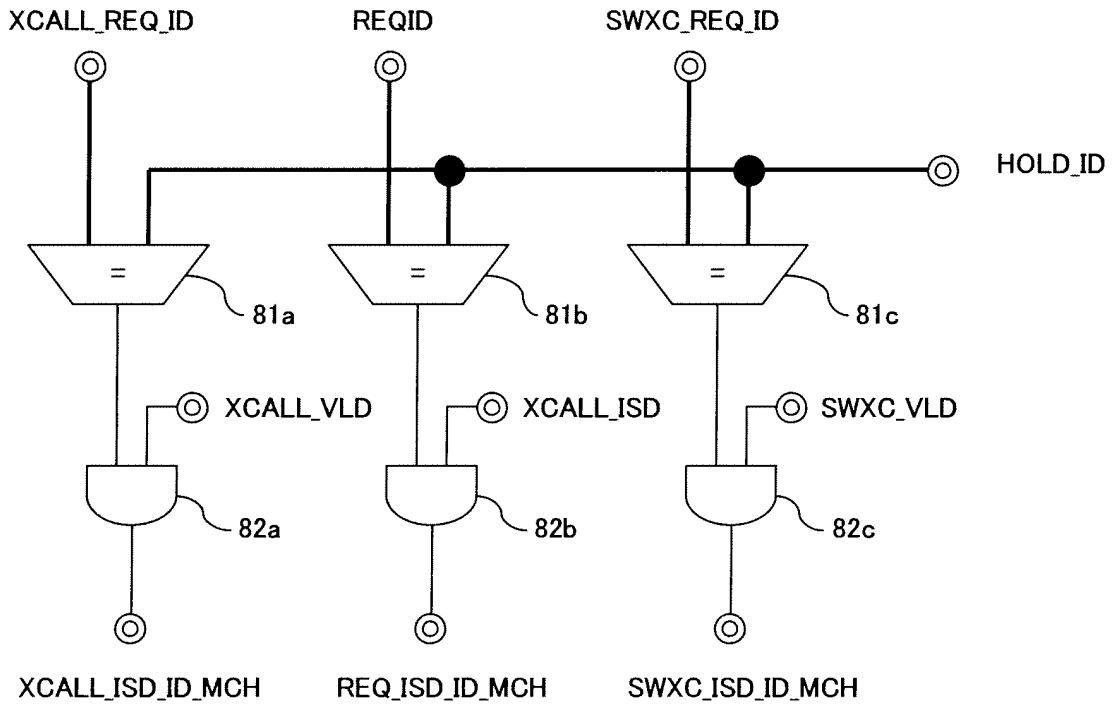 XCALL_REQ_ID
REQID
SWXC_REQ_ID
HOLD_ID
=
=
=
81a
81b
81c
XCALL_VLD
XCALL_ISD
SWXC_VLD
82a
82b
82c
XCALL_ISD_ID_MCH
REQ_ISD_ID_MCH
SWXC_ISD_ID_MCH